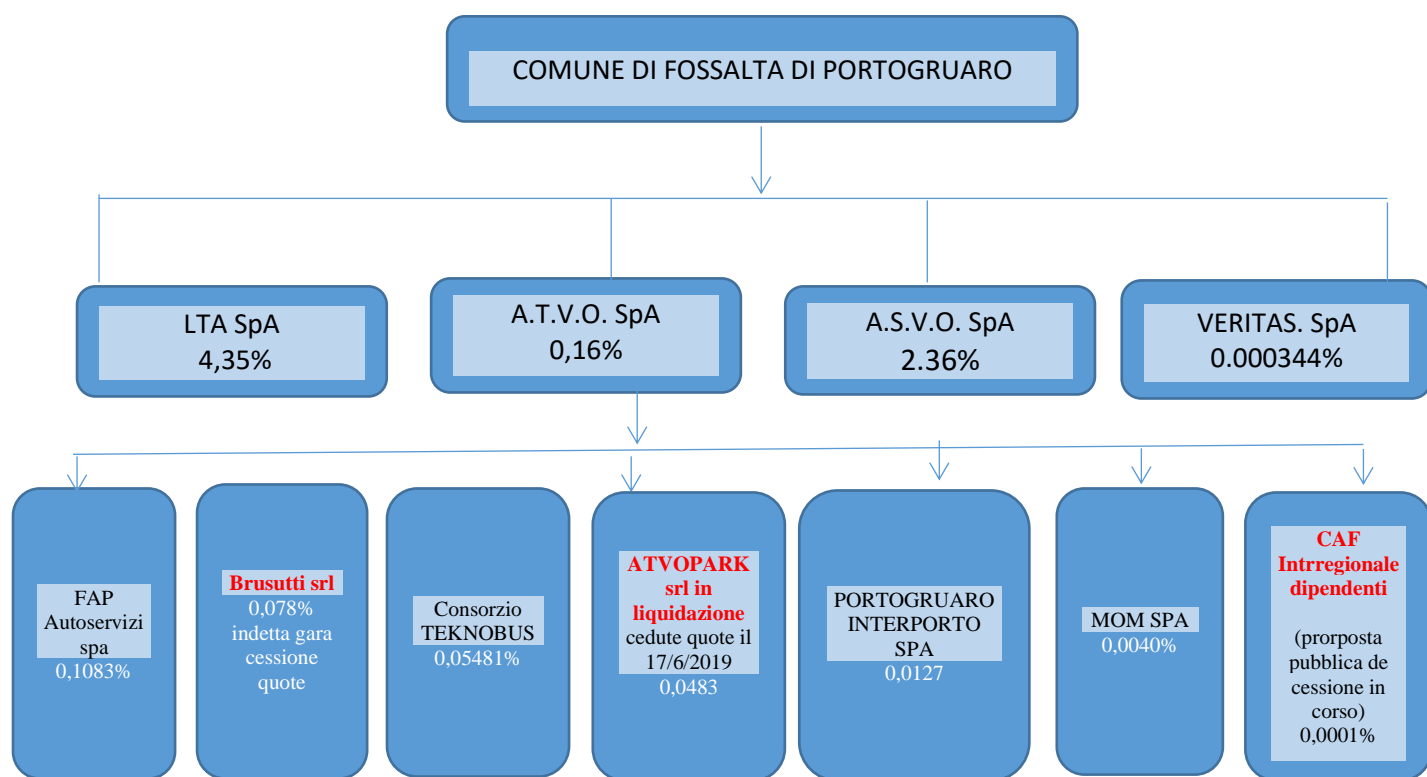 COMUNE DI FOSSALTA DI PORTOGRUARO
LTA SpA
4,35%
A.T.V.O. SpA
0,16%
A.S.V.O. SpA
2.36%
VERITAS. SpA
0.000344%
FAP
Autoservizi
spa
0,1083%
Brusutti srl
0,078%
indetta gara
cessione
quote
Consorzio
TEKNOBUS
0,05481%
ATVOPARK
srl in
liquidazione
cedute quote il
17/6/2019
0,0483
PORTOGRUARO
INTERPORTO
SPA
0,0127
MOM SPA
0,0040%
CAF
Intrregionale
dipendenti
(prorposta
pubblica de
cessione in
corso)
0,0001%